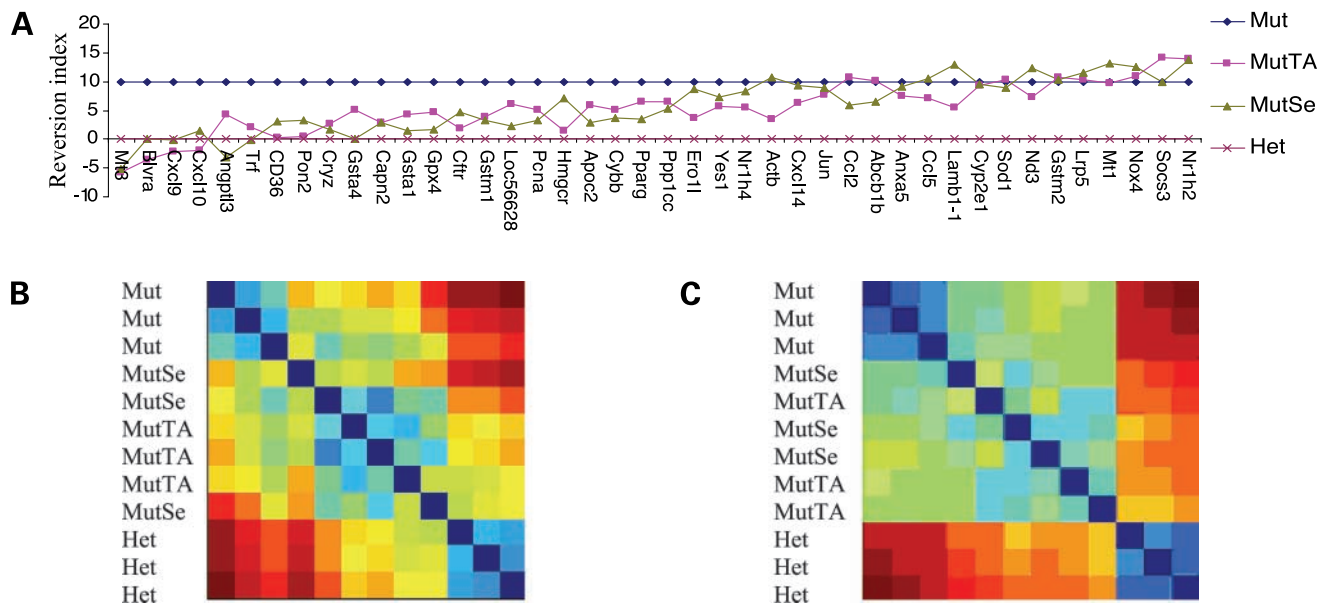 A
Reversion index
20
15
10
5
0
-5
-10
Mt3
Blvra
Cxcl9
Cxcl10
Angptl3
Trf
CD36
Pon2
Cryz
Gsta4
Capn2
Gsta1
Gpx4
Cftr
Gstm1
Loc56628
Pcna
Hmgcr
Apoc2
Cybb
Pparg
Ppp1cc
Ero1l
Yes1
Nr1h4
Actb
Cxcl14
Jun
Ccl2
Abcb1b
Anxa5
Ccl5
Lamb1-1
Cyp2e1
Sod1
Nd3
Gstm2
Lrp5
Mt1
Nox4
Socs3
Nr1h2
Mut
MutTA
MutSe
Het
B
Mut
Mut
Mut
MutSe
MutSe
MutTA
MutTA
MutTA
MutSe
Het
Het
Het
C
Mut
Mut
Mut
MutSe
MutTA
MutSe
MutSe
MutTA
MutTA
Het
Het
Het